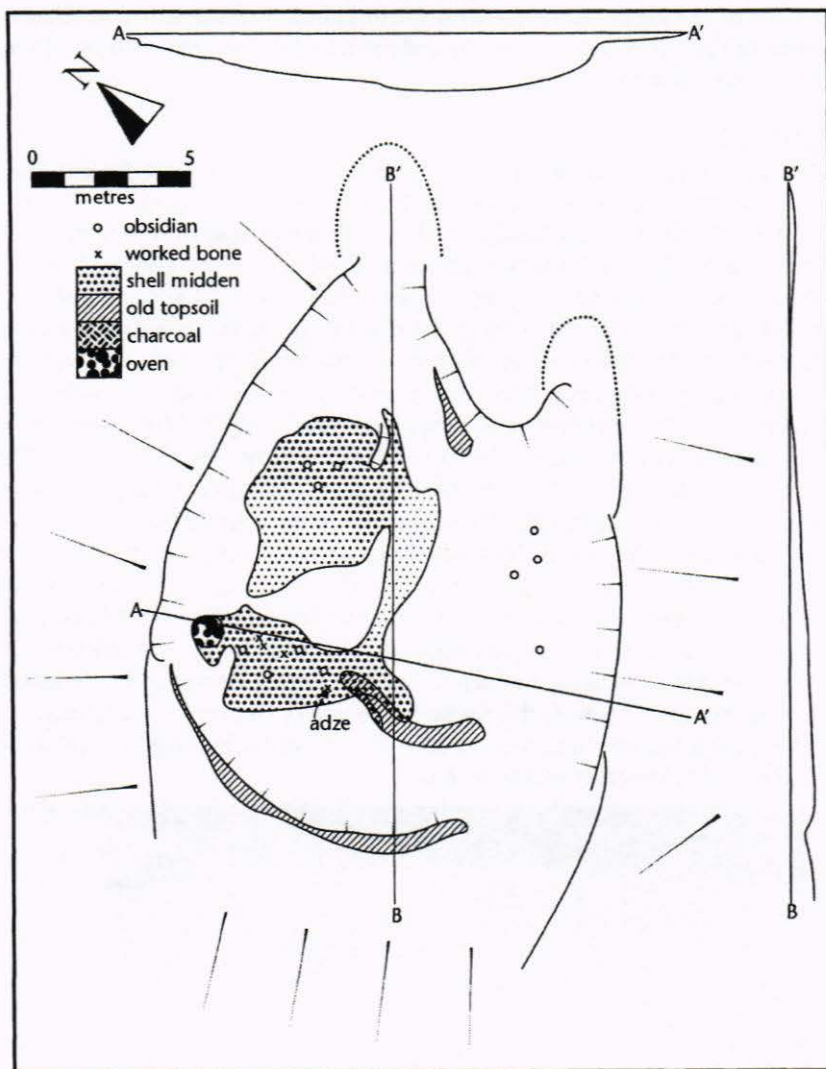 A A'
N
0 5
metres
obsidian
worked bone
shell midden
old topsoil
charcoal
oven
B'
B'
A
A'
adze
B
B